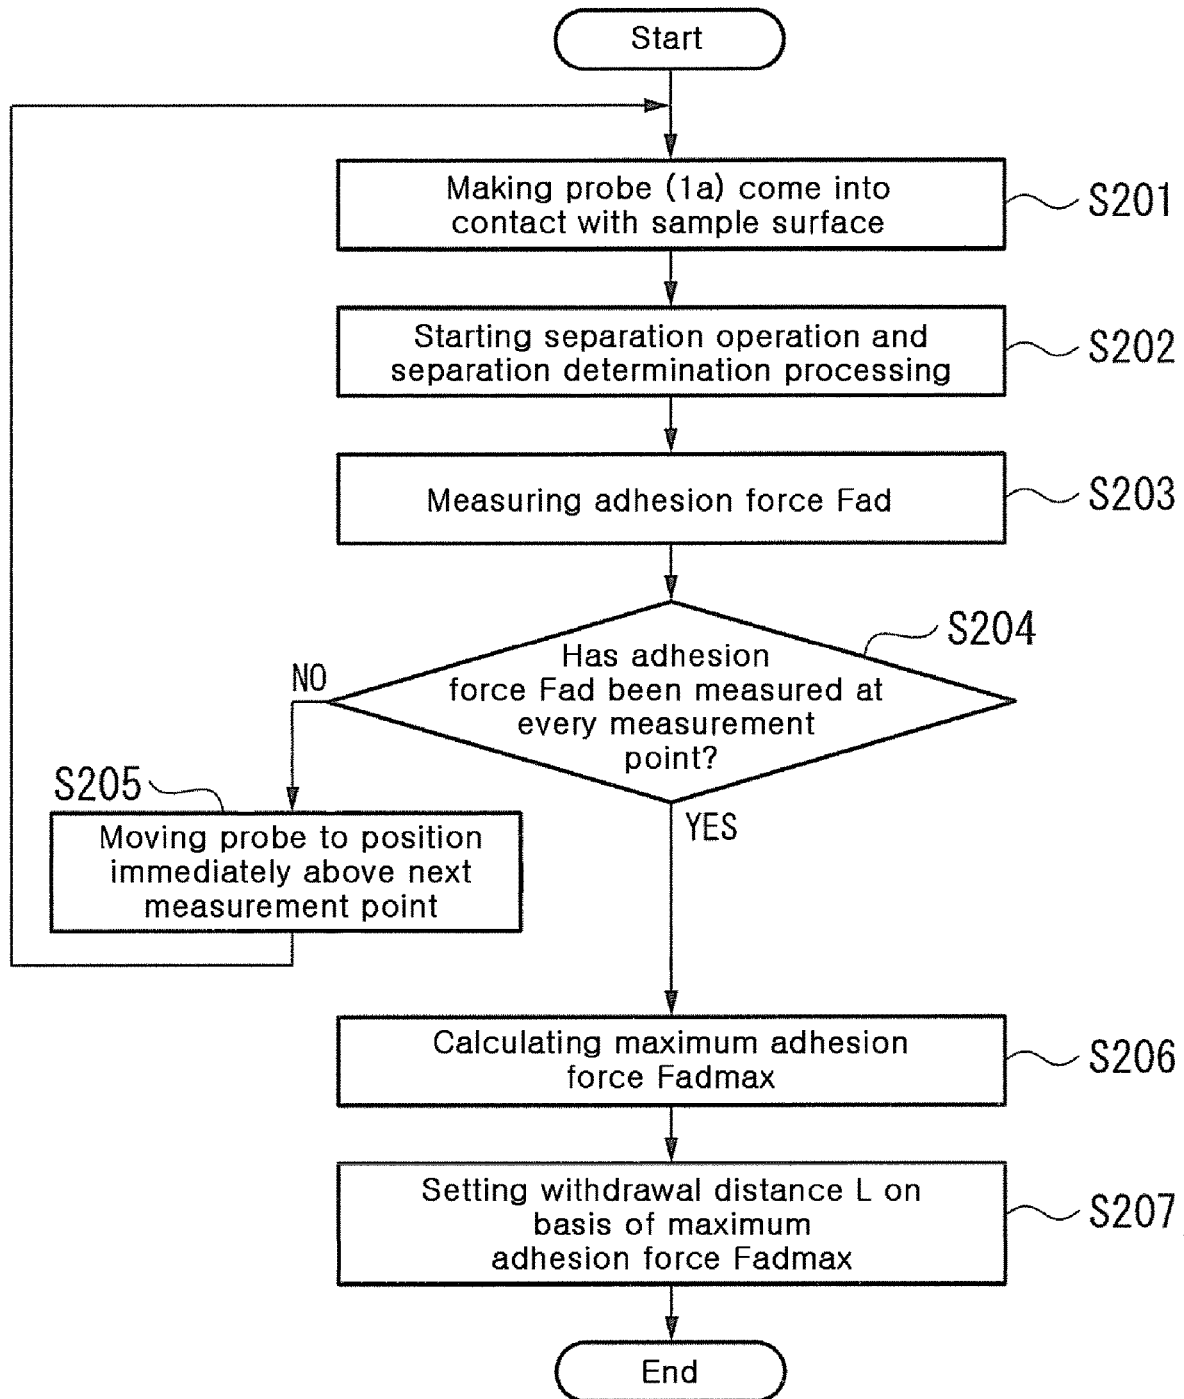 Start
Making probe (1a) come into
contact with sample surface
S201
Starting separation operation and
separation determination processing
S202
Measuring adhesion force Fad
S203
S204
Has adhesion
force Fad been measured at
every measurement
point?
NO
YES
S205
Moving probe to position
immediately above next
measurement point
Calculating maximum adhesion
force Fadmax
S206
Setting withdrawal distance L on
basis of maximum
adhesion force Fadmax
S207
End